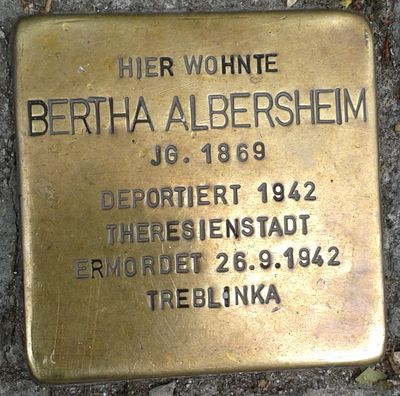 HIER WOHNTE
BERTHA ALBERSHEIM
JG. 1869
DEPORTIERT 1942
THERESIENSTADT
ERMORDET 26.9.1942
TREBLINKA